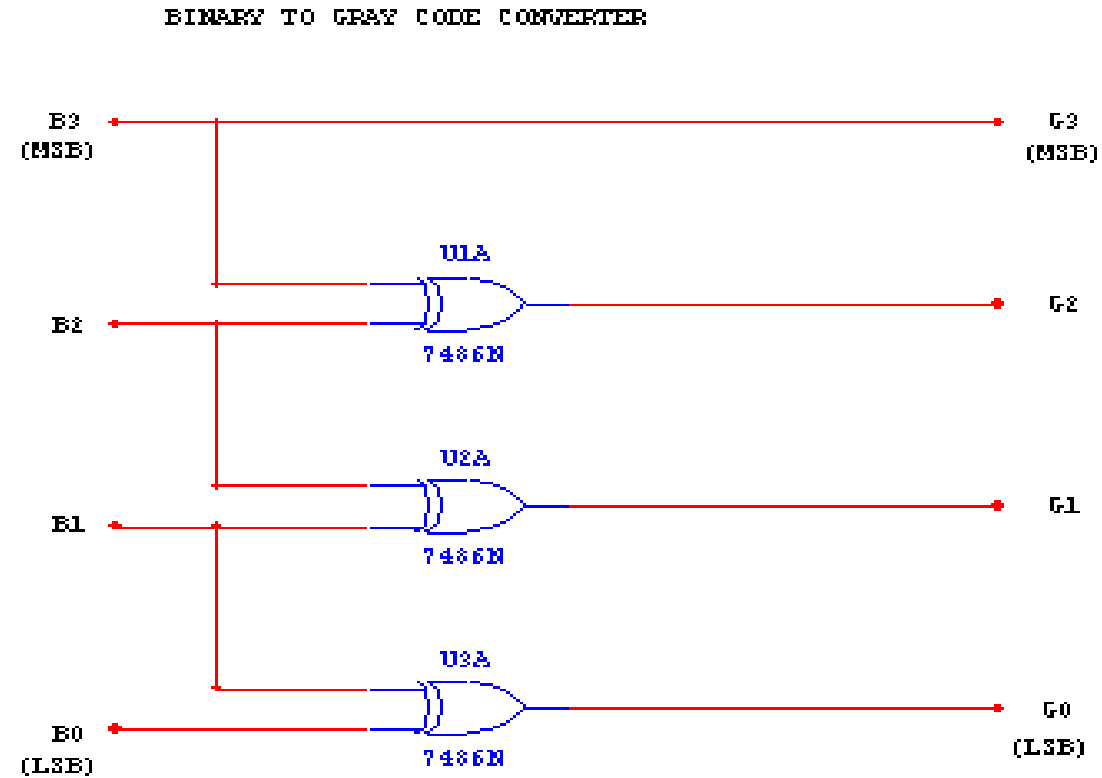 BINARY TO GRAY CODE CONVERTER
B3
(MSB)
G3
(MSB)
U1A
7486N
B2
G2
U2A
7486N
B1
G1
U3A
7486N
B0
(LSB)
G0
(LSB)